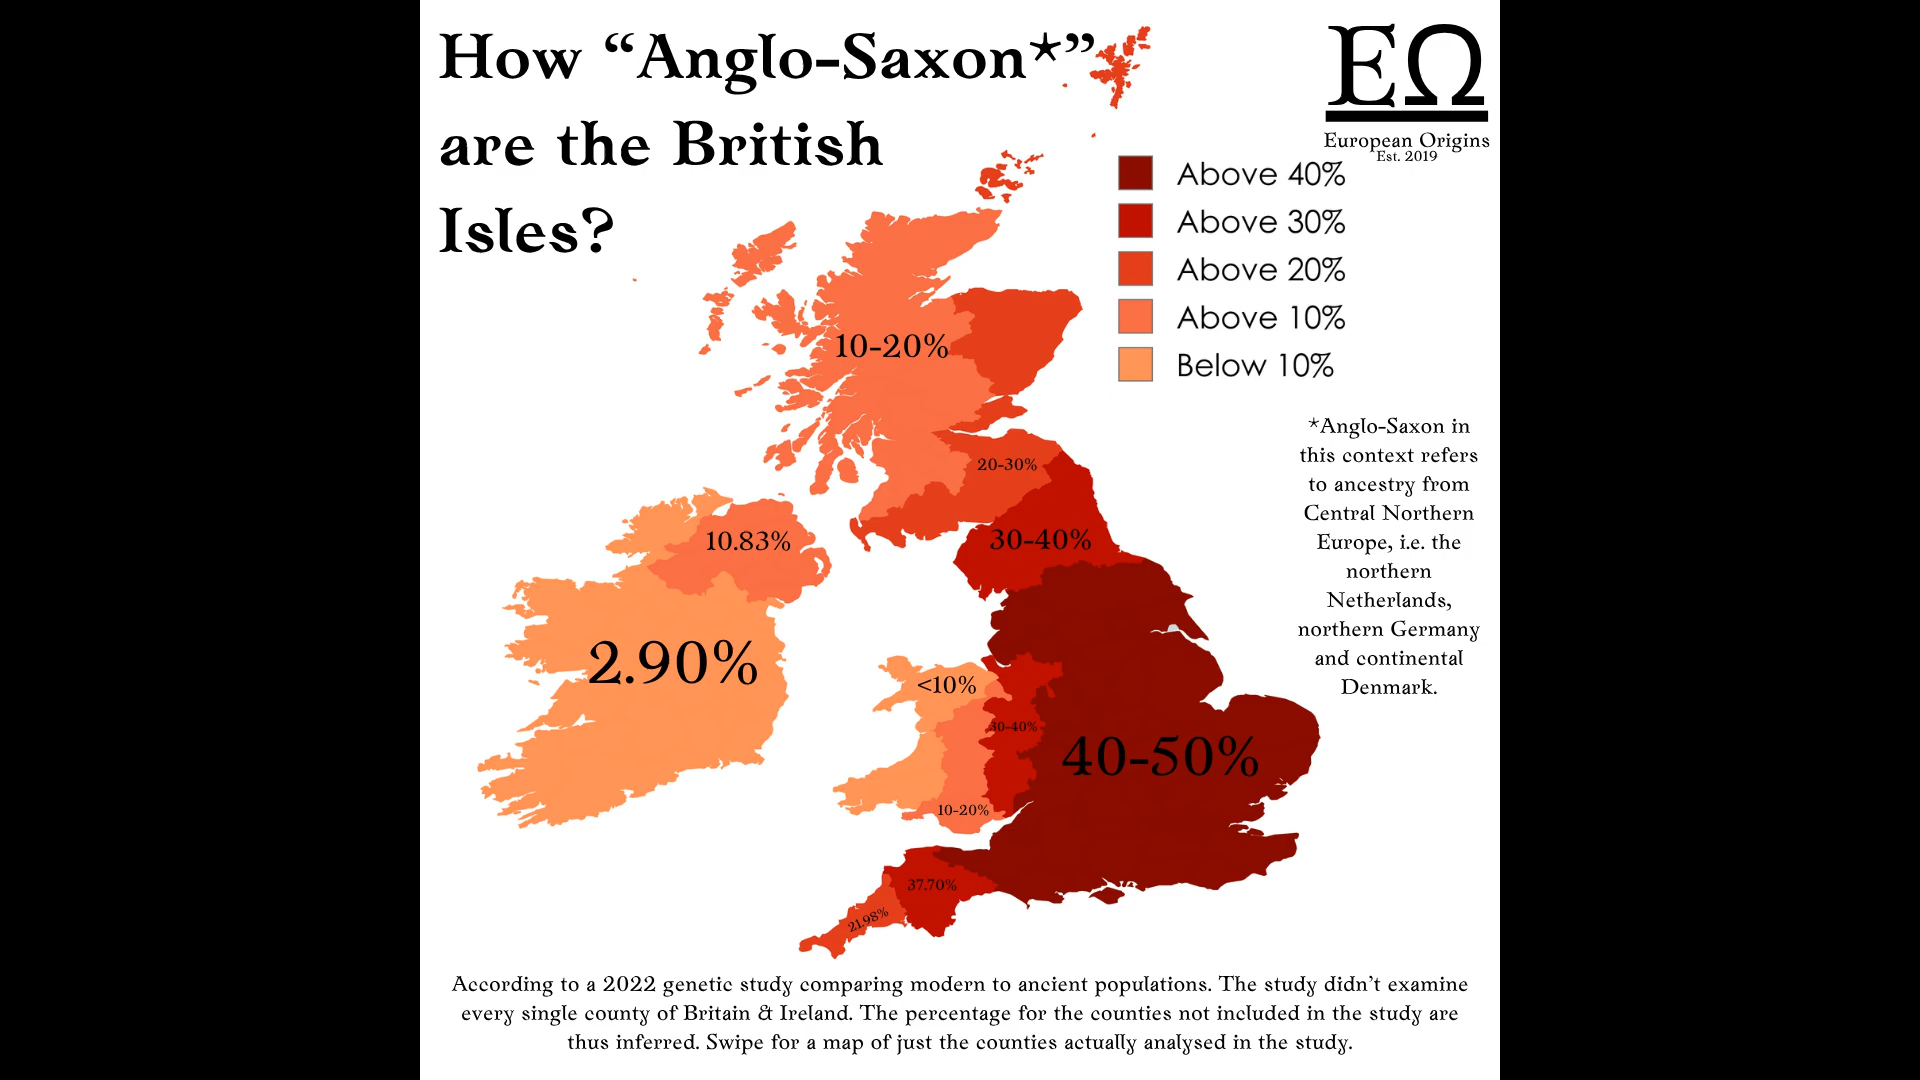 How “Anglo-Saxon*”
are the British
Isles?
EΩ
European Origins
Est. 2019
Above 40%
Above 30%
Above 20%
Above 10%
Below 10%
*Anglo-Saxon in
this context refers
to ancestry from
Central Northern
Europe, i.e. the
northern
Netherlands,
northern Germany
and continental
Denmark.
10-20%
20-30%
30-40%
10.83%
2.90%
<10%
30-40%
40-50%
10-20%
37.70%
21.98%
According to a 2022 genetic study comparing modern to ancient populations. The study didn’t examine
every single county of Britain & Ireland. The percentage for the counties not included in the study are
thus inferred. Swipe for a map of just the counties actually analysed in the study.